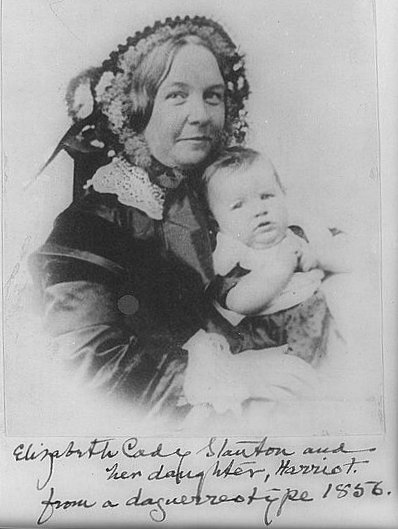 Elizabeth Cady Stanton and
her daughter, Harriot.
from a daguerreotype 1856.